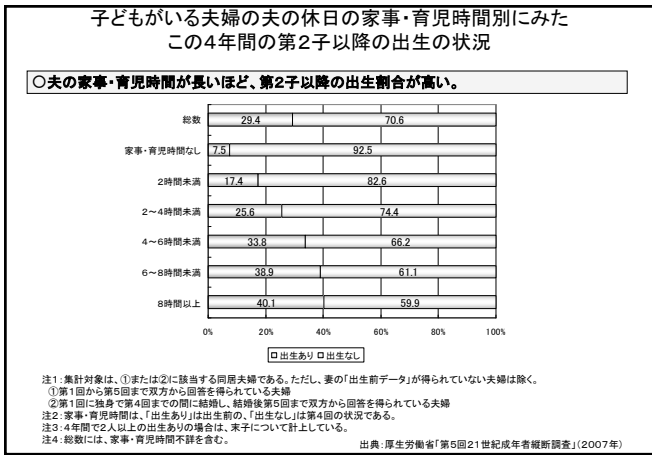 子どもがいる夫婦の夫の休日の家事・育児時間別にみた
この4年間の第2子以降の出生の状況
○夫の家事・育児時間が長いほど、第2子以降の出生割合が高い。
総数 29.4 70.6
家事・育児時間なし 7.5 92.5
2時間未満 17.4 82.6
2～4時間未満 25.6 74.4
4～6時間未満 33.8 66.2
6～8時間未満 38.9 61.1
8時間以上 40.1 59.9
0% 20% 40% 60% 80% 100%
出生あり 出生なし
注1：集計対象は、①または②に該当する同居夫婦である。ただし、妻の「出生前データ」が得られていない夫婦は除く。
①第1回から第5回まで双方から回答を得られている夫婦
②第1回に独身で第4回までの間に結婚し、結婚後第5回まで双方から回答を得られている夫婦
注2：家事・育児時間は、「出生あり」は出生前の、「出生なし」は第4回の状況である。
注3：4年間で2人以上の出生ありの場合は、末子について計上している。
注4：総数には、家事・育児時間不詳を含む。
出典：厚生労働省「第5回21世紀成年者縦断調査」（2007年）